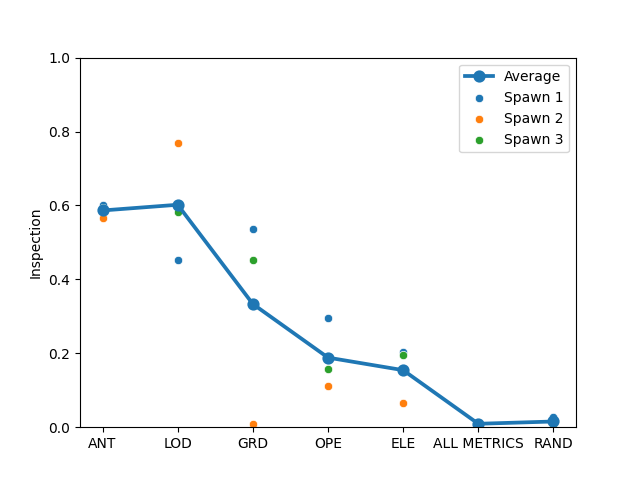 1.0
0.8
0.6
0.4
0.2
0.0
Inspection
Average
Spawn 1
Spawn 2
Spawn 3
ANT LOD GRD OPE ELE ALL METRICS RAND